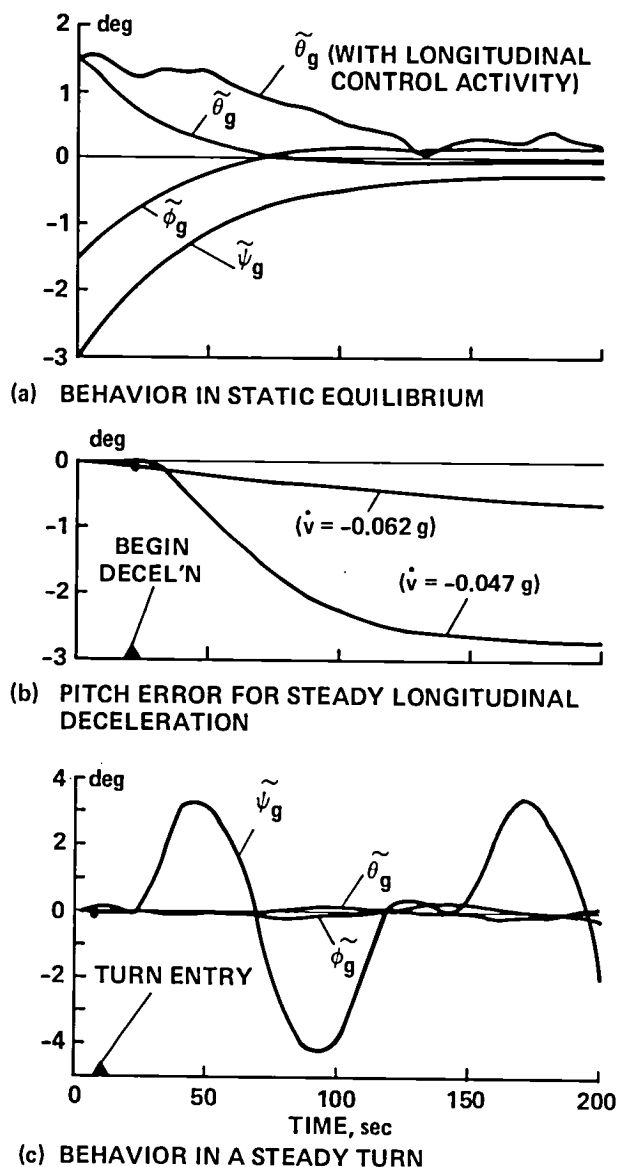 deg
2
1
0
-1
-2
-3
θ̃g (WITH LONGITUDINAL
CONTROL ACTIVITY)
θ̃g
ϕ̃g
ψ̃g
(a) BEHAVIOR IN STATIC EQUILIBRIUM
deg
0
-1
-2
-3
(v̇ = -0.062 g)
BEGIN
DECEL'N
(v̇ = -0.047 g)
(b) PITCH ERROR FOR STEADY LONGITUDINAL
DECELERATION
deg
4
2
0
-2
-4
ψ̃g
θ̃g
ϕ̃g
TURN ENTRY
0 50 100 150 200
TIME, sec
(c) BEHAVIOR IN A STEADY TURN